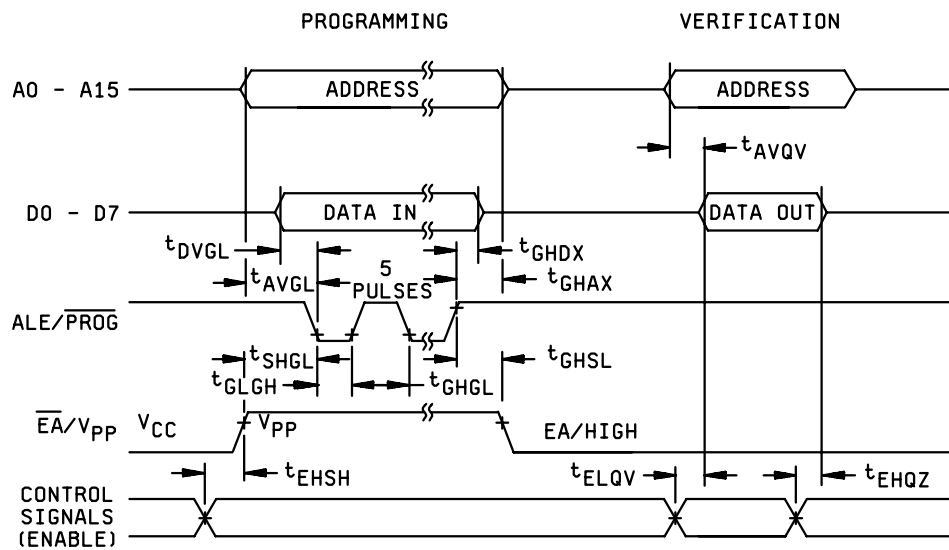 PROGRAMMING VERIFICATION
A0 - A15 ADDRESS ADDRESS
tAVQV
D0 - D7 DATA IN DATA OUT
tDVGL tGHDX
tAVGL 5 PULSES tGHAX
ALE/PROG
tSHGL tGHSL
tGLGH tGHGL
EA/VPP VCC VPP EA/HIGH
tEHSH tELQV tEHQZ
CONTROL
SIGNALS
(ENABLE)